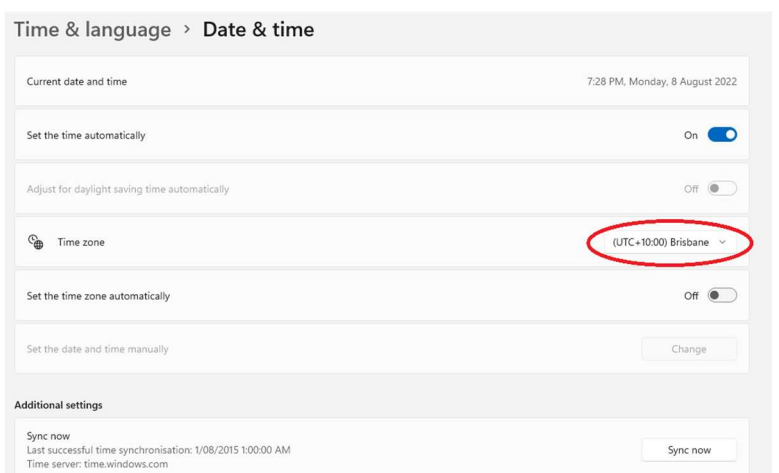 Time & language > Date & time
Current date and time 7:28 PM, Monday, 8 August 2022
Set the time automatically On
Adjust for daylight saving time automatically Off
Time zone (UTC+10:00) Brisbane
Set the time zone automatically Off
Set the date and time manually Change
Additional settings
Sync now
Last successful time synchronisation: 1/08/2015 1:00:00 AM
Time server: time.windows.com
Sync now